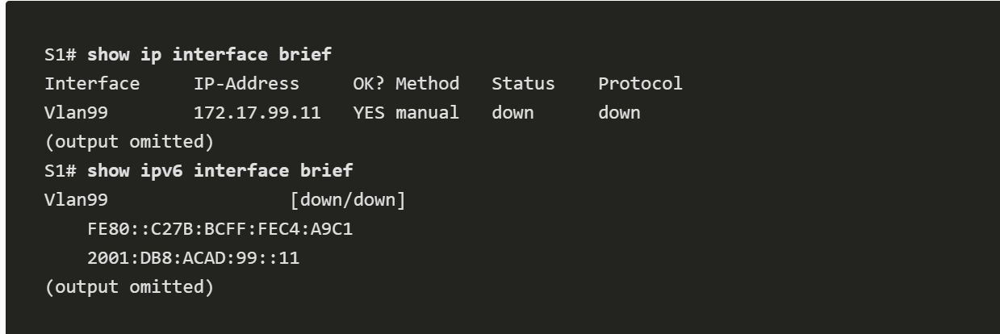 S1# show ip interface brief
Interface     IP-Address     OK? Method   Status    Protocol
Vlan99        172.17.99.11   YES manual   down      down
(output omitted)
S1# show ipv6 interface brief
Vlan99                 [down/down]
    FE80::C27B:BCFF:FEC4:A9C1
    2001:DB8:ACAD:99::11
(output omitted)